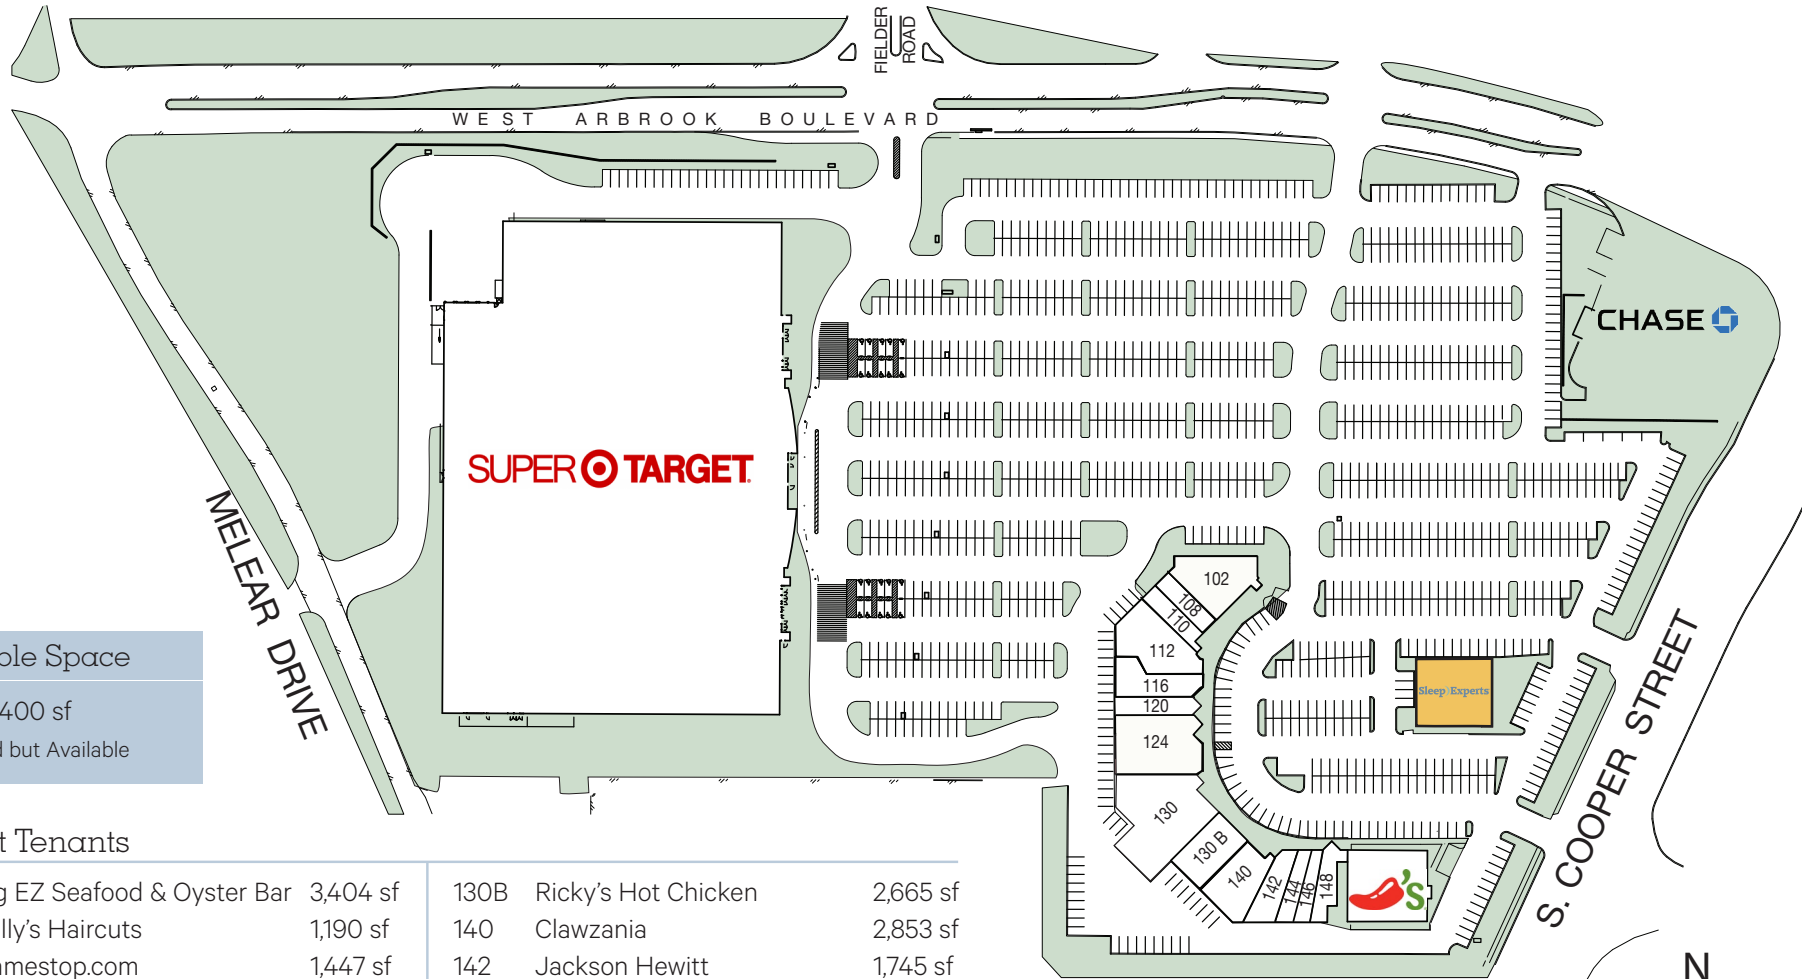 FIELDER
ROAD
WEST ARBROOK BOULEVARD
CHASE
SUPER TARGET
MELEAR DRIVE
S. COOPER STREET
Sleep Experts
102
108
110
112
116
120
124
130
130 B
140
142
144
146
148
'S
N
ble Space
400 sf
d but Available
t Tenants
g EZ Seafood & Oyster Bar 3,404 sf
lly's Haircuts 1,190 sf
mestop.com 1,447 sf
130B Ricky's Hot Chicken 2,665 sf
140 Clawzania 2,853 sf
142 Jackson Hewitt 1,745 sf